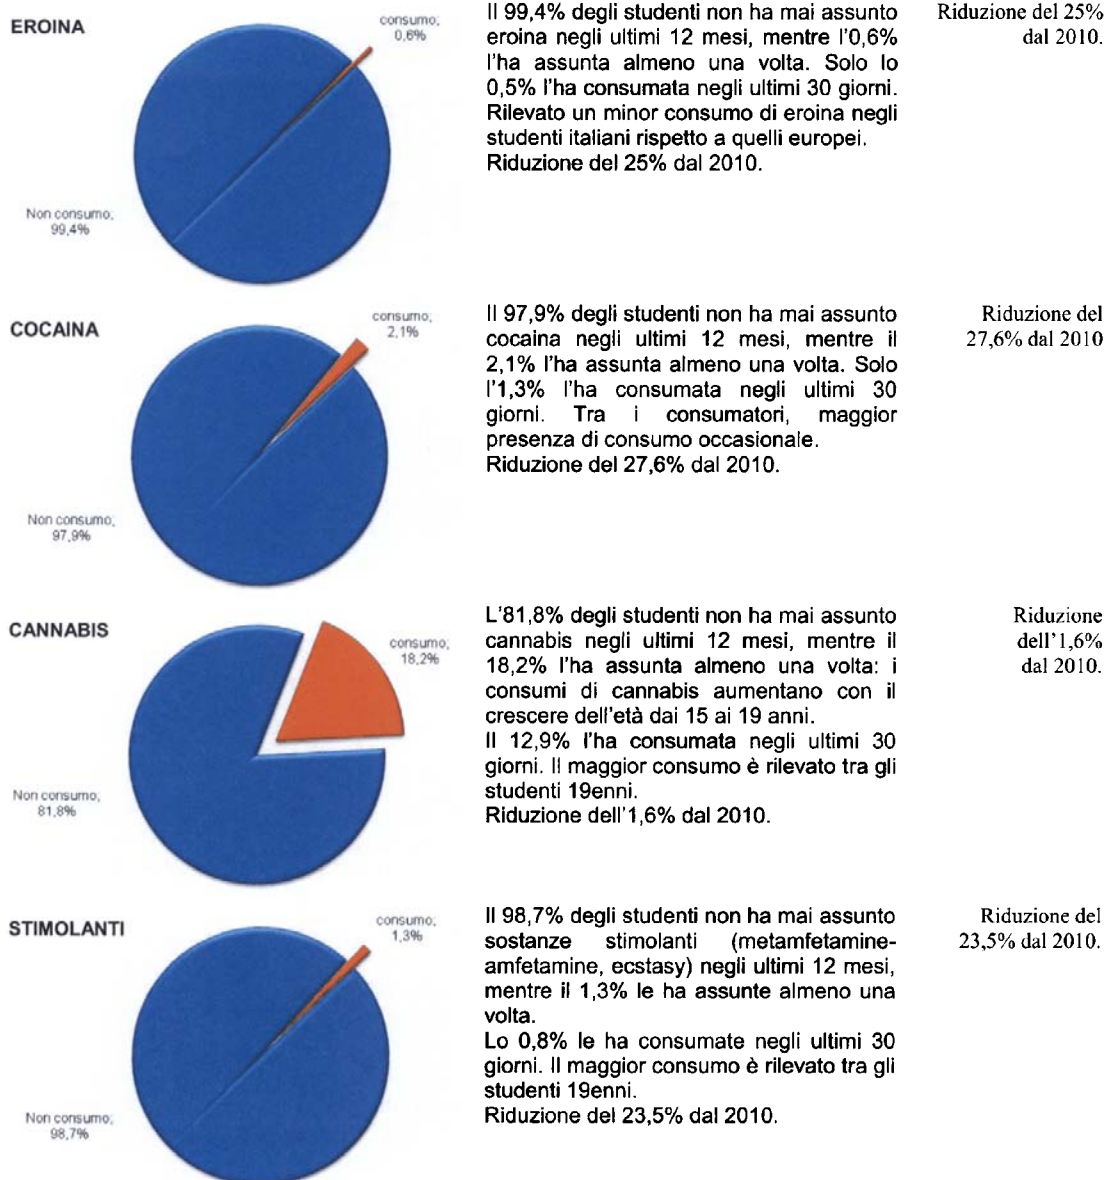 EROINA
consumo;
0,6%
Non consumo;
99,4%
Il 99,4% degli studenti non ha mai assunto
eroina negli ultimi 12 mesi, mentre l'0,6%
l'ha assunta almeno una volta. Solo lo
0,5% l'ha consumata negli ultimi 30 giorni.
Rilevato un minor consumo di eroina negli
studenti italiani rispetto a quelli europei.
Riduzione del 25% dal 2010.
Riduzione del 25%
dal 2010.
COCAINA
consumo;
2,1%
Non consumo;
97,9%
Il 97,9% degli studenti non ha mai assunto
cocaina negli ultimi 12 mesi, mentre il
2,1% l'ha assunta almeno una volta. Solo
l'1,3% l'ha consumata negli ultimi 30
giorni. Tra i consumatori, maggior
presenza di consumo occasionale.
Riduzione del 27,6% dal 2010.
Riduzione del
27,6% dal 2010
CANNABIS
consumo;
18,2%
Non consumo;
81,8%
L'81,8% degli studenti non ha mai assunto
cannabis negli ultimi 12 mesi, mentre il
18,2% l'ha assunta almeno una volta: i
consumi di cannabis aumentano con il
crescere dell'età dai 15 ai 19 anni.
Il 12,9% l'ha consumata negli ultimi 30
giorni. Il maggior consumo è rilevato tra gli
studenti 19enni.
Riduzione dell'1,6% dal 2010.
Riduzione
dell'1,6%
dal 2010.
STIMOLANTI
consumo;
1,3%
Non consumo;
98,7%
Il 98,7% degli studenti non ha mai assunto
sostanze stimolanti (metamfetamine-
amfetamine, ecstasy) negli ultimi 12 mesi,
mentre il 1,3% le ha assunte almeno una
volta.
Lo 0,8% le ha consumate negli ultimi 30
giorni. Il maggior consumo è rilevato tra gli
studenti 19enni.
Riduzione del 23,5% dal 2010.
Riduzione del
23,5% dal 2010.